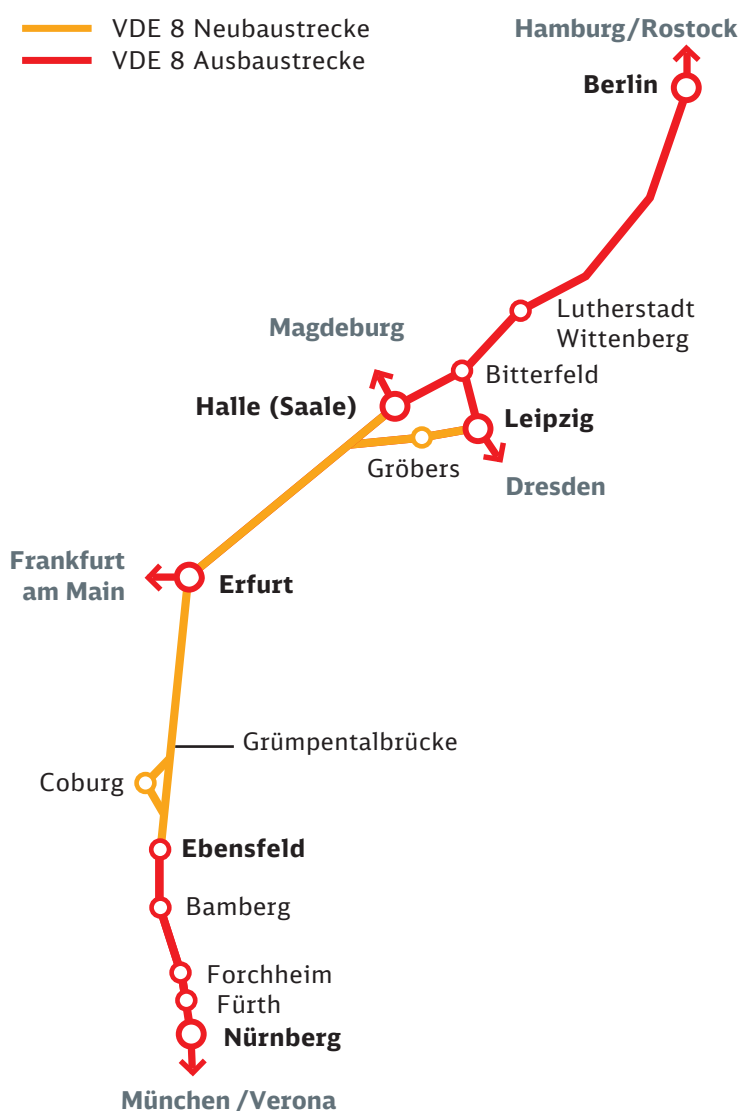 VDE 8 Neubaustrecke
VDE 8 Ausbaustrecke
Hamburg/Rostock
Berlin
Lutherstadt
Wittenberg
Magdeburg
Bitterfeld
Halle (Saale)
Leipzig
Gröbers
Dresden
Frankfurt
am Main
Erfurt
Grümpentalbrücke
Coburg
Ebensfeld
Bamberg
Forchheim
Fürth
Nürnberg
München /Verona